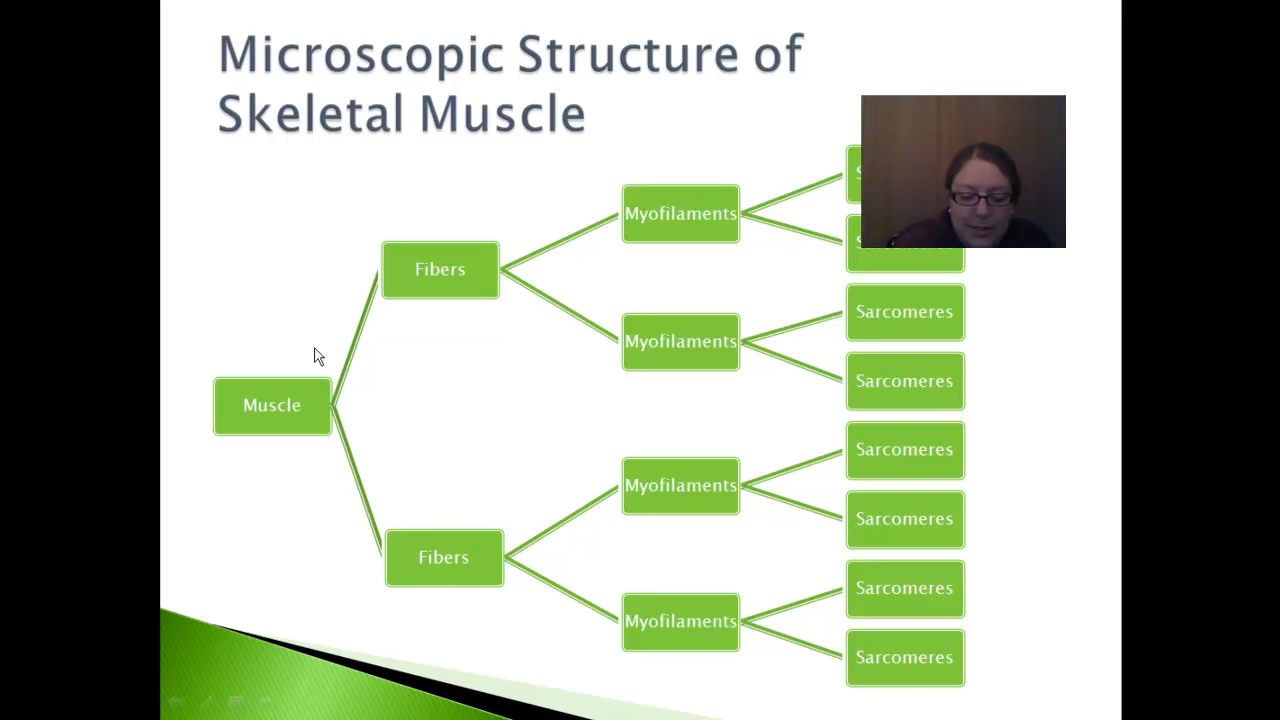 Microscopic Structure of
Skeletal Muscle
Muscle
Fibers
Fibers
Myofilaments
Myofilaments
Myofilaments
Myofilaments
Sarcomeres
Sarcomeres
Sarcomeres
Sarcomeres
Sarcomeres
Sarcomeres